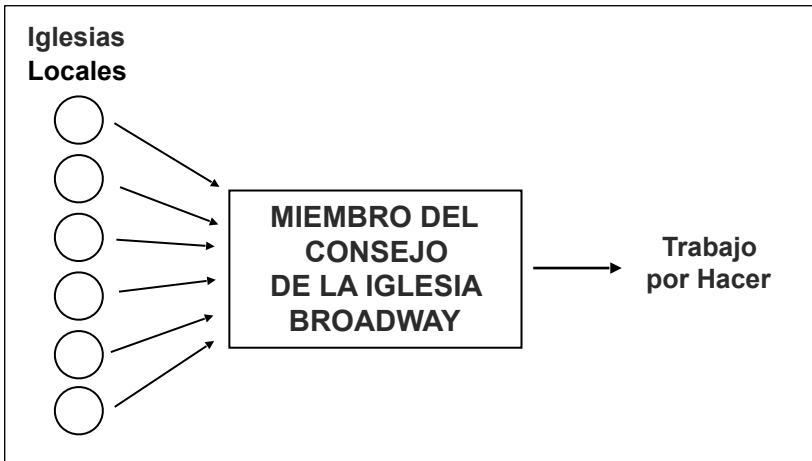 Iglesias
Locales
MIEMBRO DEL
CONSEJO
DE LA IGLESIA
BROADWAY
Trabajo
por Hacer